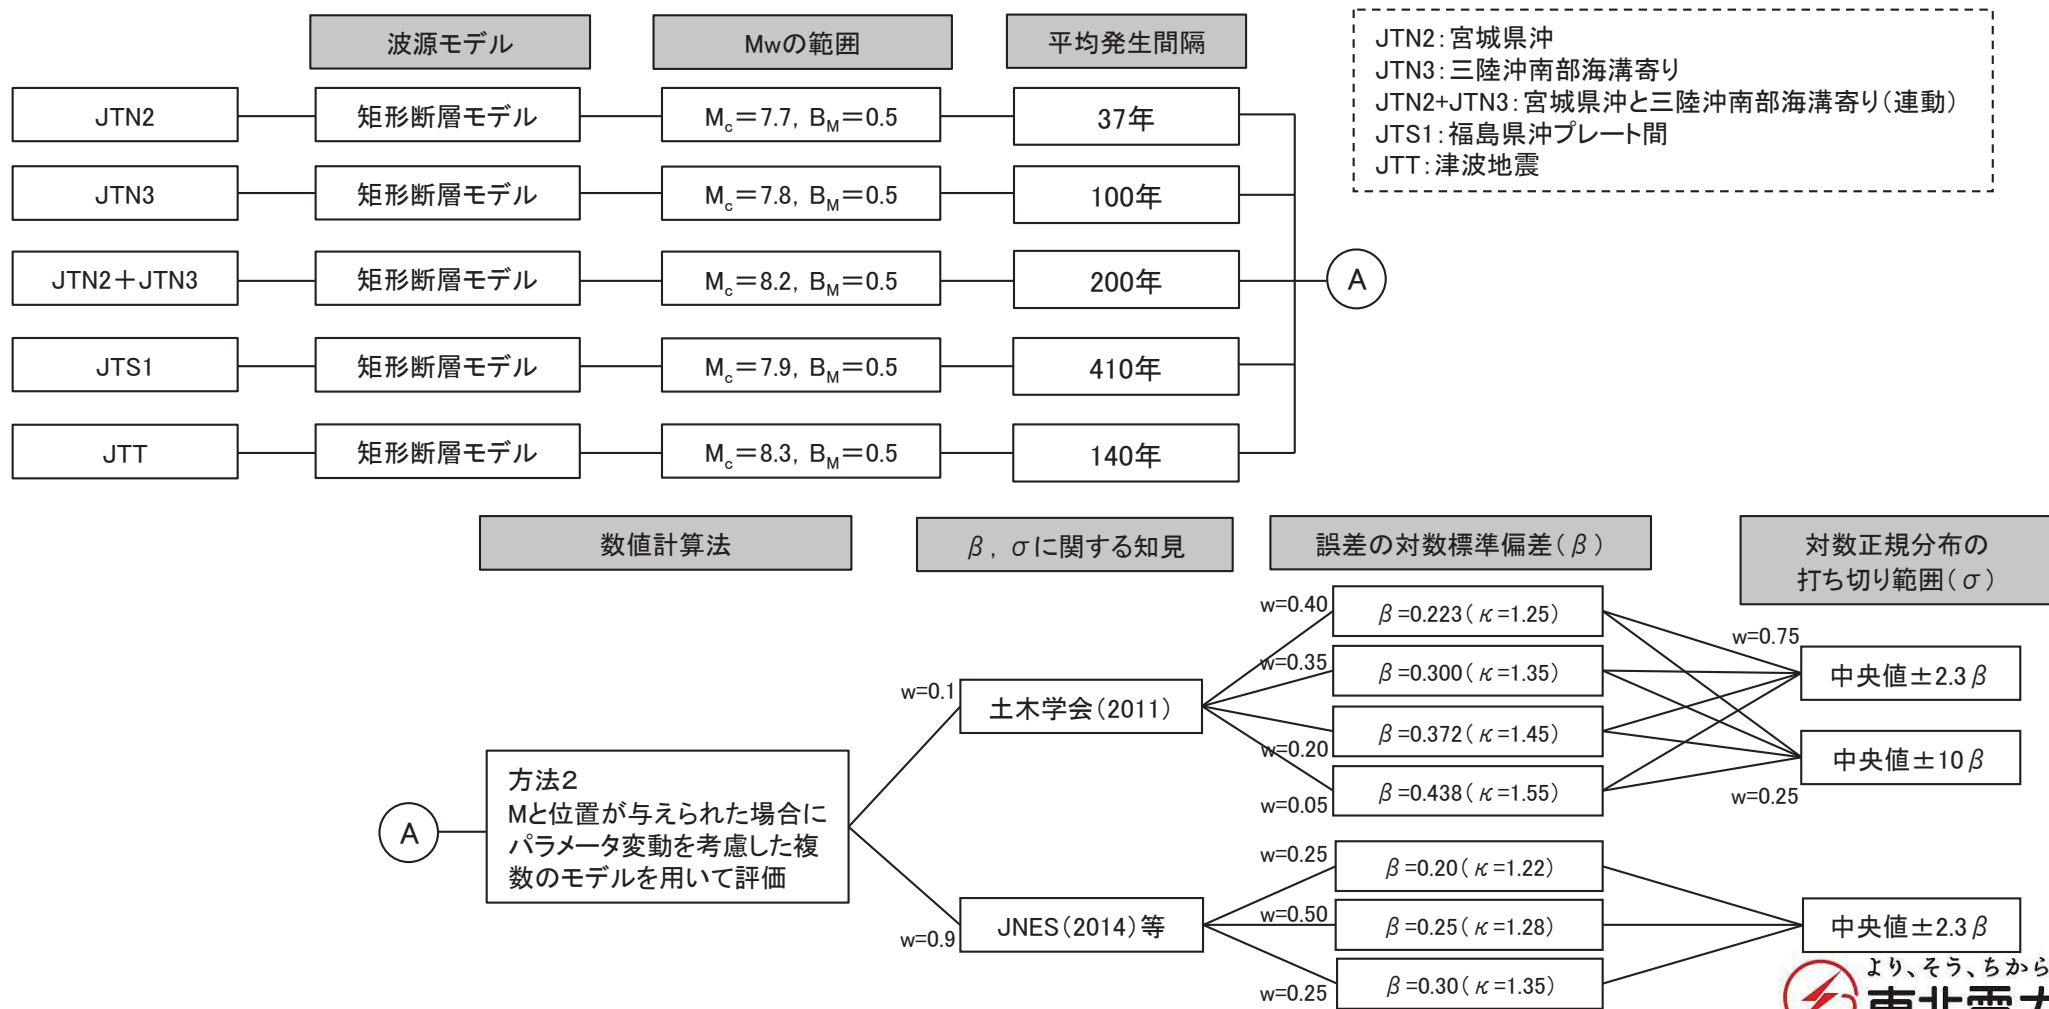 波源モデル
Mwの範囲
平均発生間隔
JTN2:宮城県沖
JTN3:三陸沖南部海溝寄り
JTN2+JTN3:宮城県沖と三陸沖南部海溝寄り(連動)
JTS1:福島県沖プレート間
JTT:津波地震
JTN2
矩形断層モデル
Mc=7.7, BM=0.5
37年
JTN3
矩形断層モデル
Mc=7.8, BM=0.5
100年
JTN2+JTN3
矩形断層モデル
Mc=8.2, BM=0.5
200年
A
JTS1
矩形断層モデル
Mc=7.9, BM=0.5
410年
JTT
矩形断層モデル
Mc=8.3, BM=0.5
140年
数値計算法
β, σに関する知見
誤差の対数標準偏差(β)
対数正規分布の
打ち切り範囲(σ)
A
方法2
Mと位置が与えられた場合に
パラメータ変動を考慮した複
数のモデルを用いて評価
w=0.1
土木学会(2011)
w=0.9
JNES(2014)等
w=0.40
β=0.223(κ=1.25)
w=0.35
β=0.300(κ=1.35)
w=0.20
β=0.372(κ=1.45)
w=0.05
β=0.438(κ=1.55)
w=0.75
中央値±2.3β
中央値±10β
w=0.25
w=0.25
β=0.20(κ=1.22)
w=0.50
β=0.25(κ=1.28)
w=0.25
β=0.30(κ=1.35)
中央値±2.3β
より、そう、ちから
東北電力